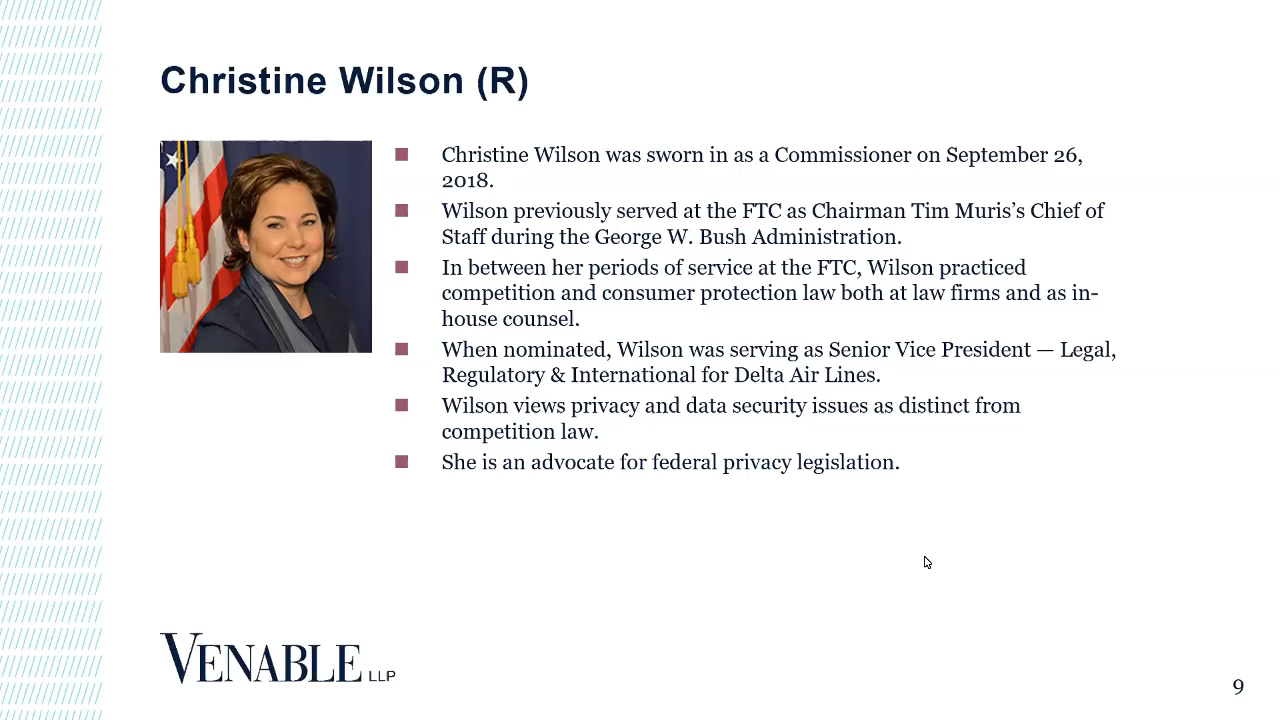 Christine Wilson (R)
Christine Wilson was sworn in as a Commissioner on September 26,
2018.
Wilson previously served at the FTC as Chairman Tim Muris’s Chief of
Staff during the George W. Bush Administration.
In between her periods of service at the FTC, Wilson practiced
competition and consumer protection law both at law firms and as in-
house counsel.
When nominated, Wilson was serving as Senior Vice President — Legal,
Regulatory & International for Delta Air Lines.
Wilson views privacy and data security issues as distinct from
competition law.
She is an advocate for federal privacy legislation.
VENABLE LLP
9